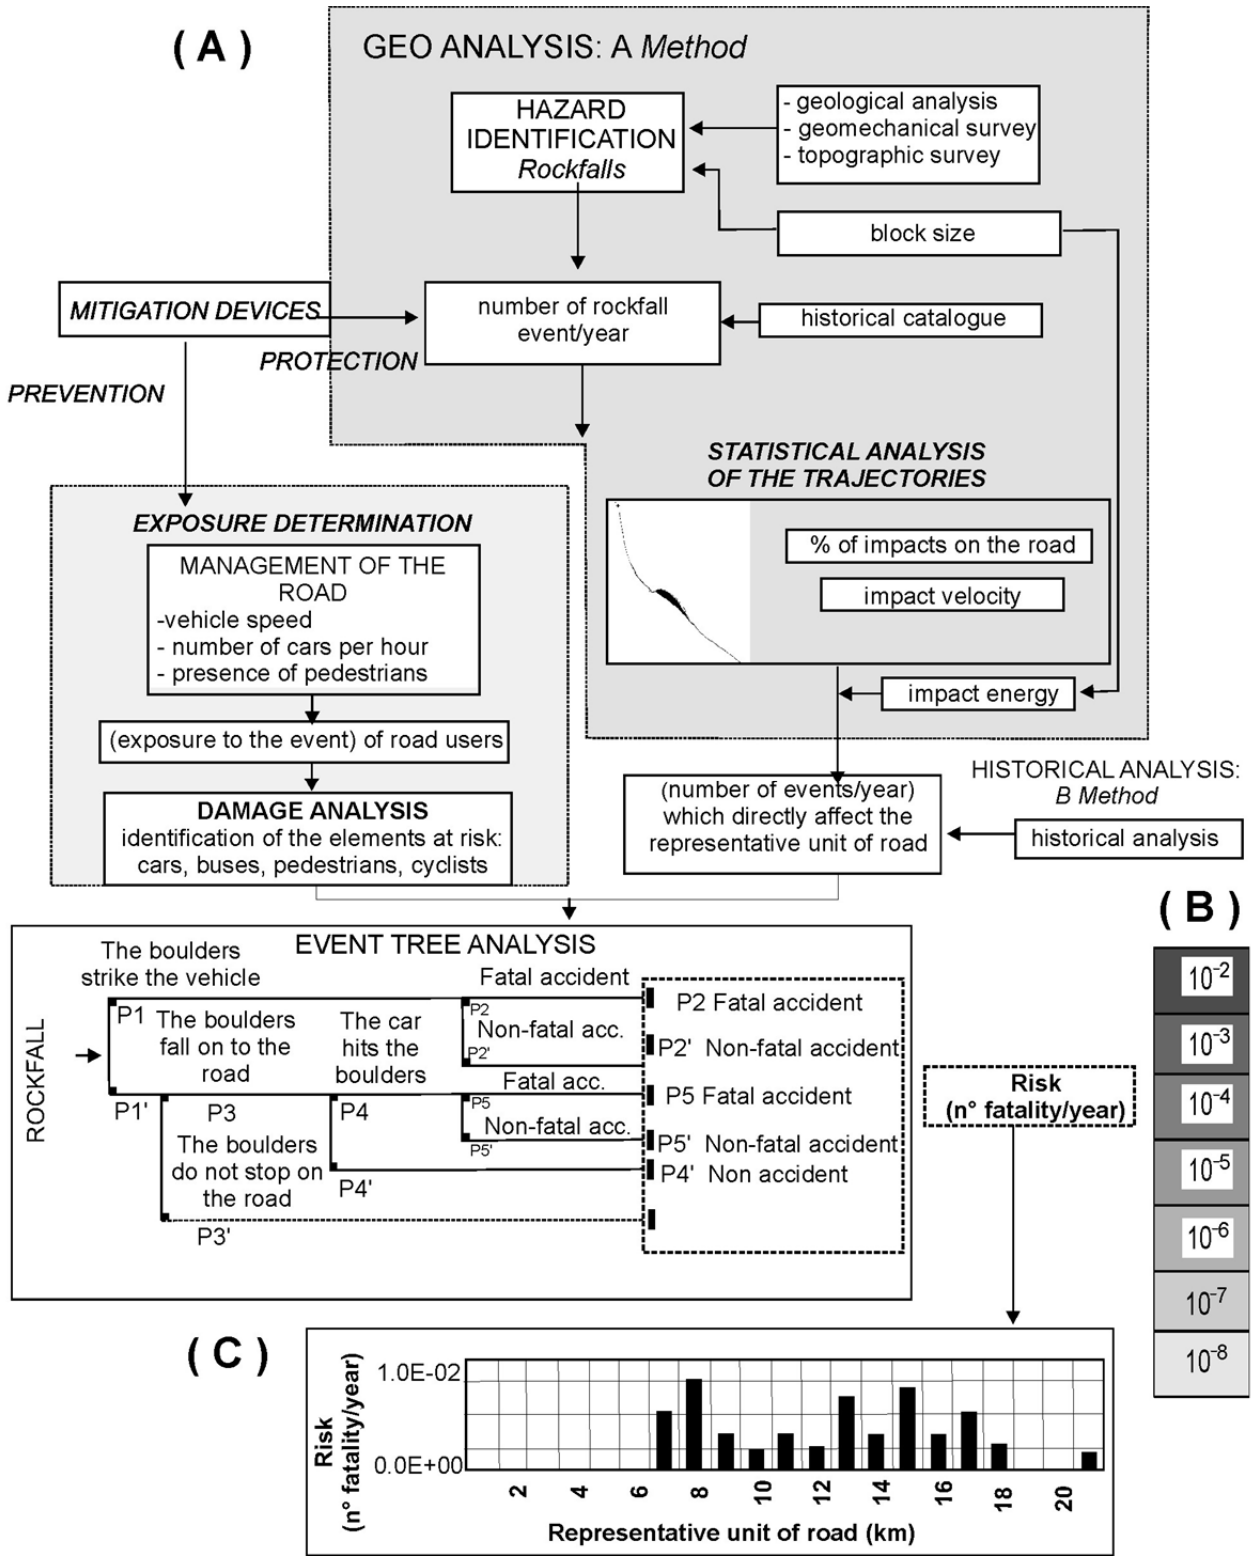 ( A )
GEO ANALYSIS: A Method
HAZARD
IDENTIFICATION
Rockfalls
- geological analysis
- geomechanical survey
- topographic survey
block size
MITIGATION DEVICES
number of rockfall
event/year
historical catalogue
PROTECTION
PREVENTION
STATISTICAL ANALYSIS
OF THE TRAJECTORIES
% of impacts on the road
impact velocity
impact energy
EXPOSURE DETERMINATION
MANAGEMENT OF THE
ROAD
-vehicle speed
- number of cars per hour
- presence of pedestrians
(exposure to the event) of road users
DAMAGE ANALYSIS
identification of the elements at risk:
cars, buses, pedestrians, cyclists
(number of events/year)
which directly affect the
representative unit of road
HISTORICAL ANALYSIS:
B Method
historical analysis
EVENT TREE ANALYSIS
ROCKFALL
The boulders
strike the vehicle
P1
The boulders
fall on to the
road
The car
hits the
boulders
Fatal accident
P2
Non-fatal acc.
P2'
Fatal acc.
P1'
P3
P4
P5
Non-fatal acc.
P5'
The boulders
do not stop on
the road
P4'
P3'
P2 Fatal accident
P2' Non-fatal accident
P5 Fatal accident
P5' Non-fatal accident
P4' Non accident
Risk
(n° fatality/year)
( B )
10⁻²
10⁻³
10⁻⁴
10⁻⁵
10⁻⁶
10⁻⁷
10⁻⁸
( C )
Risk
(n° fatality/year)
1.0E-02
0.0E+00
2 4 6 8 10 12 14 16 18 20
Representative unit of road (km)